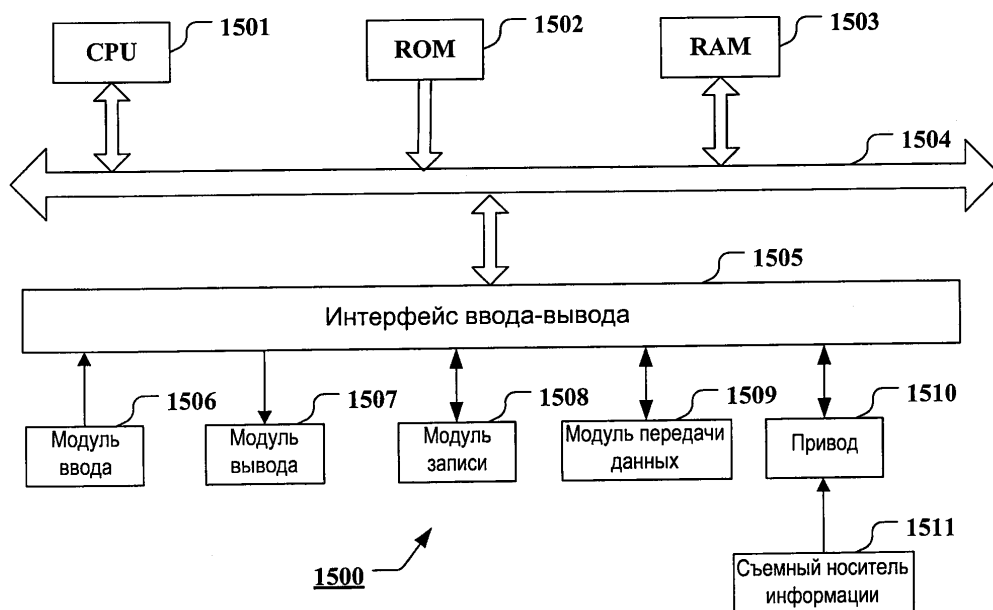 CPU
1501
ROM
1502
RAM
1503
1504
1505
Интерфейс ввода-вывода
1506
1507
1508
1509
1510
Модуль
ввода
Модуль
вывода
Модуль
записи
Модуль передачи
данных
Привод
1500
1511
Съемный носитель
информации